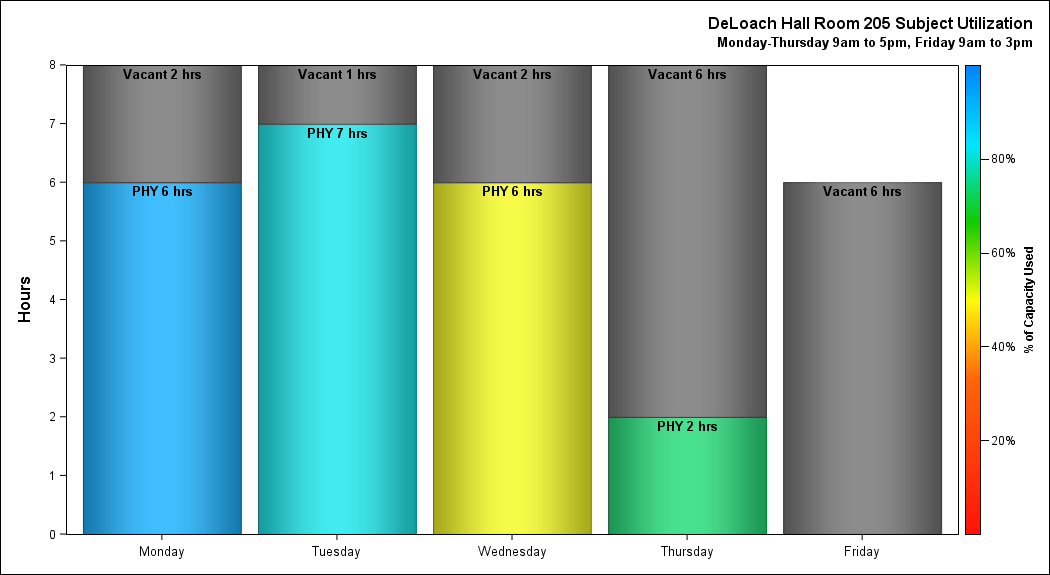 DeLoach Hall Room 205 Subject Utilization
Monday-Thursday 9am to 5pm, Friday 9am to 3pm
Hours
8
7
6
5
4
3
2
1
0
Vacant 2 hrs
PHY 6 hrs
Vacant 1 hrs
PHY 7 hrs
Vacant 2 hrs
PHY 6 hrs
Vacant 6 hrs
PHY 2 hrs
Vacant 6 hrs
Monday
Tuesday
Wednesday
Thursday
Friday
80%
60%
40%
20%
% of Capacity Used